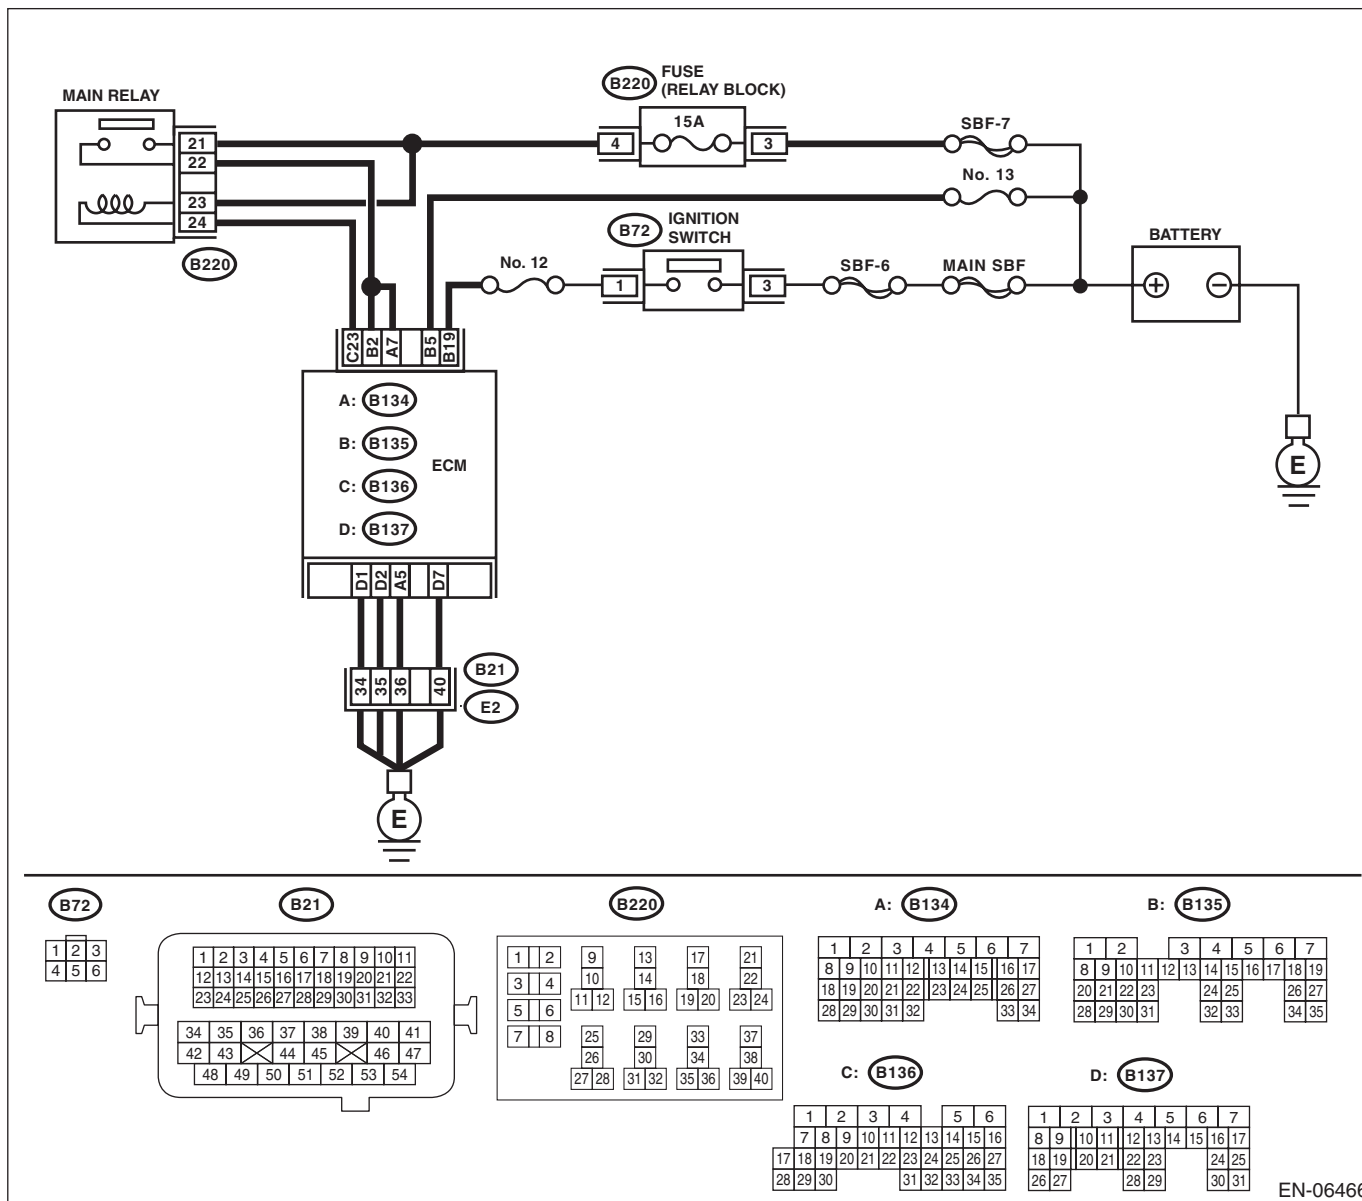 MAIN RELAY
B220
FUSE
(RELAY BLOCK)
15A
4
3
SBF-7
21
22
23
24
B220
No. 13
B72
IGNITION
SWITCH
No. 12
1
3
SBF-6
MAIN SBF
BATTERY
+
−
E
C23
B2
A7
B5
B19
A: B134
B: B135
ECM
C: B136
D: B137
D1
D2
A5
D7
34
35
36
40
B21
E2
E
B72
1 2 3
4 5 6
B21
1 2 3 4 5 6 7 8 9 10 11
12 13 14 15 16 17 18 19 20 21 22
23 24 25 26 27 28 29 30 31 32 33
34 35 36 37 38 39 40 41
42 43 44 45 46 47
48 49 50 51 52 53 54
B220
1 2
3 4
5 6
7 8
9
10
11 12
13
14
15 16
17
18
19 20
21
22
23 24
25
26
27 28
29
30
31 32
33
34
35 36
37
38
39 40
A: B134
1 2 3 4 5 6 7
8 9 10 11 12 13 14 15 16 17
18 19 20 21 22 23 24 25 26 27
28 29 30 31 32 33 34
B: B135
1 2 3 4 5 6 7
8 9 10 11 12 13 14 15 16 17 18 19
20 21 22 23 24 25 26 27
28 29 30 31 32 33 34 35
C: B136
1 2 3 4 5 6
7 8 9 10 11 12 13 14 15 16
17 18 19 20 21 22 23 24 25 26 27
28 29 30 31 32 33 34 35
D: B137
1 2 3 4 5 6 7
8 9 10 11 12 13 14 15 16 17
18 19 20 21 22 23 24 25
26 27 28 29 30 31
EN-06466